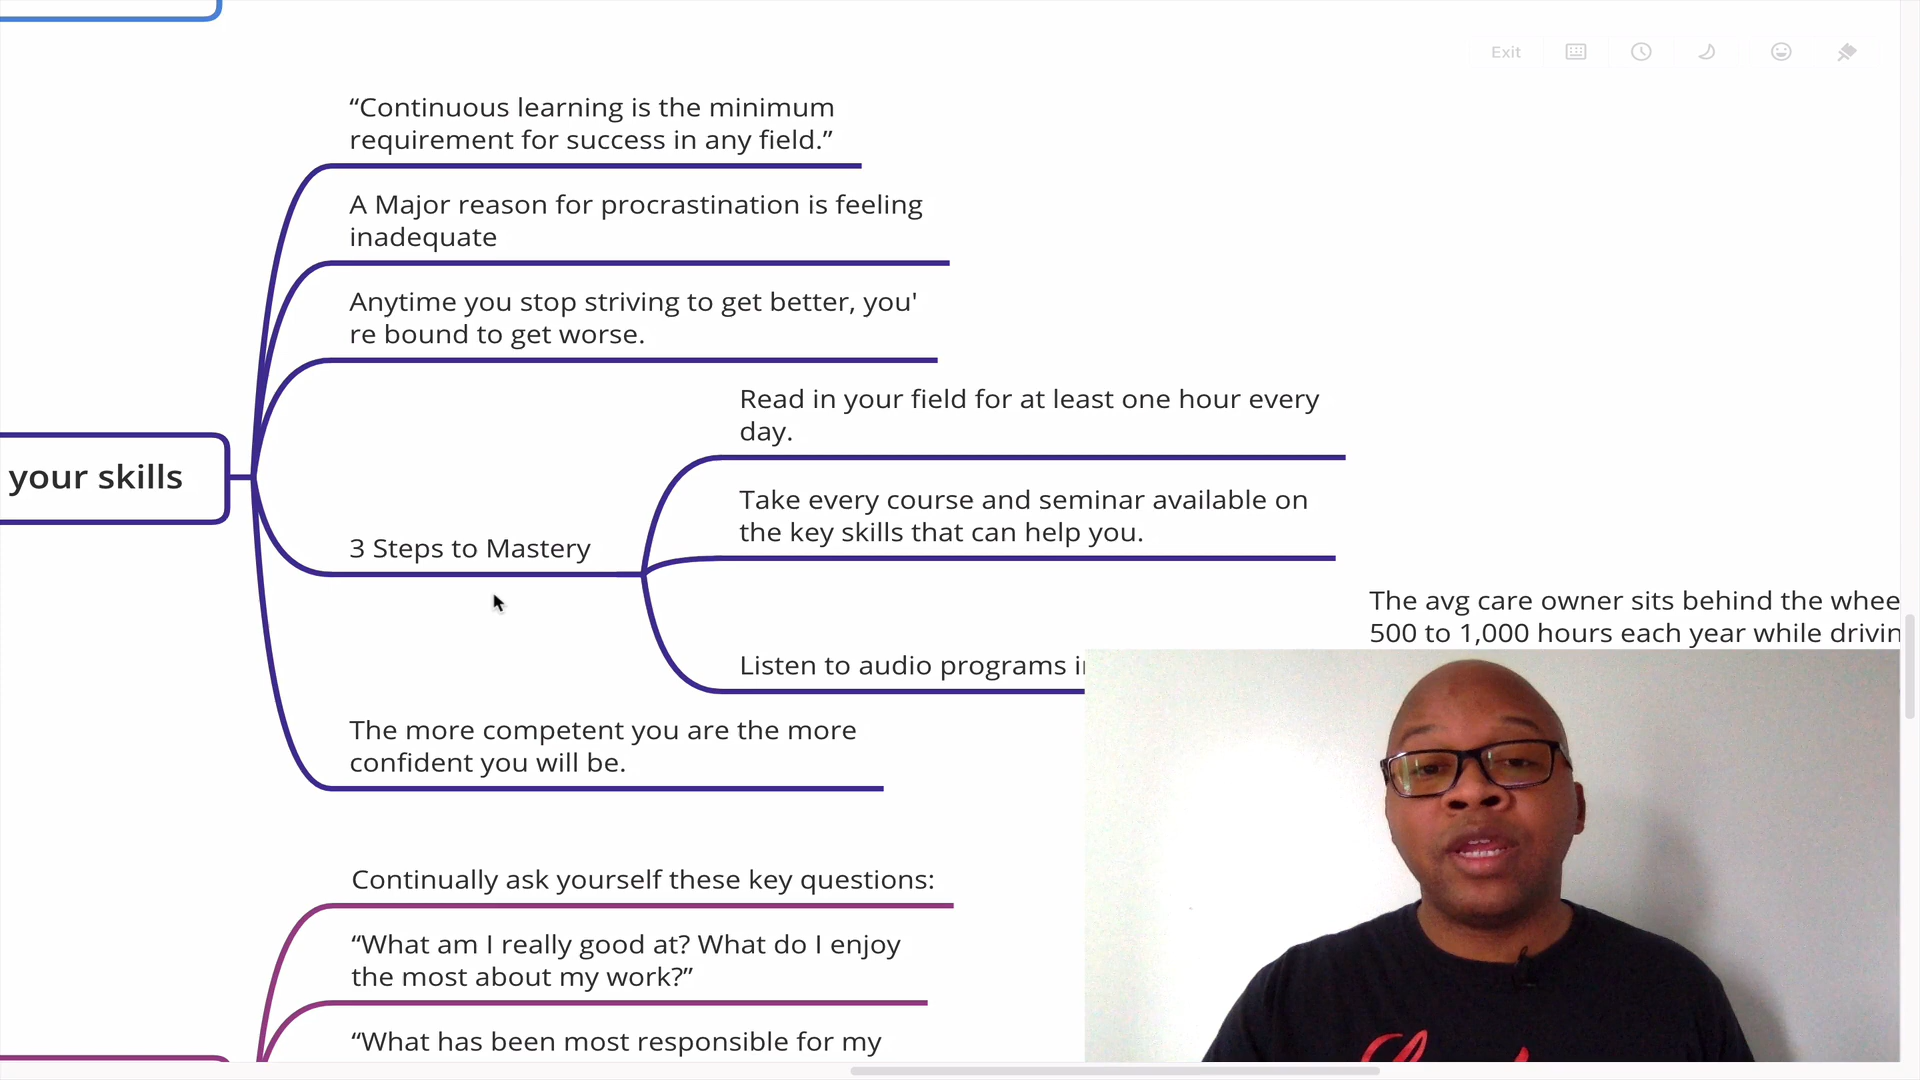 Exit
“Continuous learning is the minimum
requirement for success in any field.”
A Major reason for procrastination is feeling
inadequate
Anytime you stop striving to get better, you'
re bound to get worse.
your skills
3 Steps to Mastery
Read in your field for at least one hour every
day.
Take every course and seminar available on
the key skills that can help you.
Listen to audio programs
The avg care owner sits behind the
500 to 1,000 hours each year while
The more competent you are the more
confident you will be.
Continually ask yourself these key questions:
“What am I really good at? What do I enjoy
the most about my work?”
“What has been most responsible for my